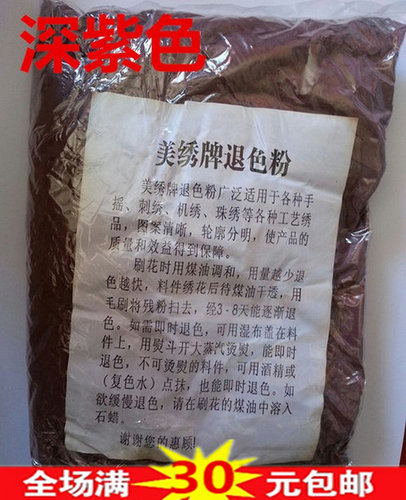 深紫色
美绣牌退色粉
美绣牌退色粉广泛适用于各种手
摇、刺绣、机绣、珠绣等各种工艺绣
品，图案清晰，轮廓分明，使产品的
质量和效益得到保障。
刷花时用煤油调和，用量越少退
色越快，料件绣花后待煤油干透，用
毛刷将残粉扫去，经3-8天能逐渐退
色。如需即时退色，可用湿布盖在料
件上，用熨斗开大蒸汽烫熨，能即时
退色，不可烫熨的料件，可用酒精或
（复色水）点抹，也能即时退色。如
欲缓慢退色，请在刷花的煤油中溶入
石蜡。
谢谢您的惠顾!
全场满30元包邮